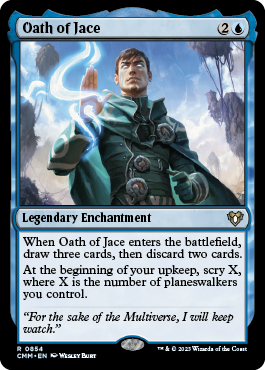 Oath of Jace 2
Legendary Enchantment
When Oath of Jace enters the battlefield,
draw three cards, then discard two cards.
At the beginning of your upkeep, scry X,
where X is the number of planeswalkers
you control.
“For the sake of the Multiverse, I will keep
watch.”
R 0854
CMM • EN Wesley Burt
™ & © 2023 Wizards of the Coast